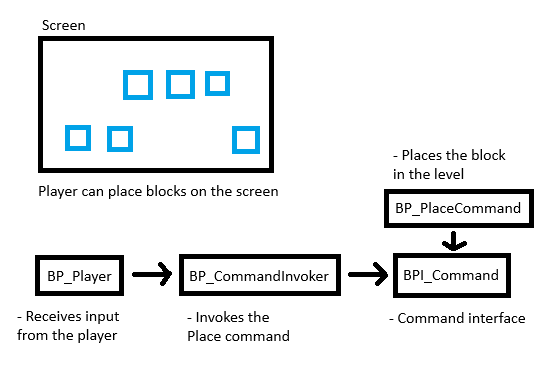 Screen
Player can place blocks on the screen
- Places the block
in the level
BP_PlaceCommand
BP_Player
BP_CommandInvoker
BPI_Command
- Receives input
from the player
- Invokes the
Place command
- Command interface